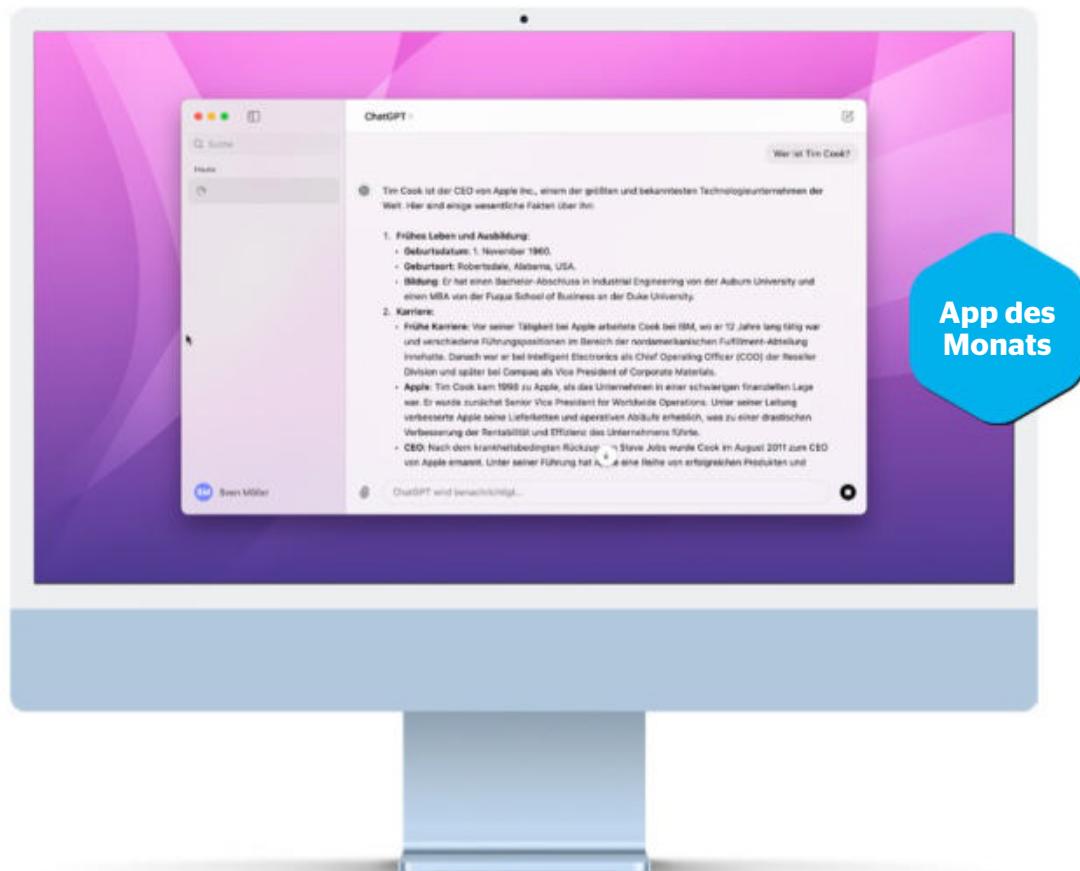 ChatGPT
Suche
Wer ist Tim Cook?
Heute
Tim Cook ist der CEO von Apple Inc., einem der größten und bekanntesten Technologieunternehmen der
Welt. Hier sind einige wesentliche Fakten über ihn:
1. Frühes Leben und Ausbildung:
• Geburtsdatum: 1. November 1960.
• Geburtsort: Robertsdale, Alabama, USA.
• Bildung: Er hat einen Bachelor-Abschluss in Industrial Engineering von der Auburn University und
einen MBA von der Fuqua School of Business an der Duke University.
2. Karriere:
• Frühe Karriere: Vor seiner Tätigkeit bei Apple arbeitete Cook bei IBM, wo er 12 Jahre lang tätig war
und verschiedene Führungspositionen im Bereich der nordamerikanischen Fulfillment-Abteilung
innehatte. Danach war er bei Intelligent Electronics als Chief Operating Officer (COO) der Reseller
Division und später bei Compaq als Vice President of Corporate Materials.
• Apple: Tim Cook kam 1998 zu Apple, als das Unternehmen in einer schwierigen finanziellen Lage
war. Er wurde zunächst Senior Vice President for Worldwide Operations. Unter seiner Leitung
verbesserte Apple seine Lieferketten und operativen Abläufe erheblich, was zu einer drastischen
Verbesserung der Rentabilität und Effizienz des Unternehmens führte.
• CEO: Nach dem krankheitsbedingten Steve Jobs wurde Cook im August 2011 zum CEO
von Apple ernannt. Unter seiner Führung hat eine Reihe von erfolgreichen Produkten und
SM Sven Möller
ChatGPT wird benachrichtigt...
App des
Monats